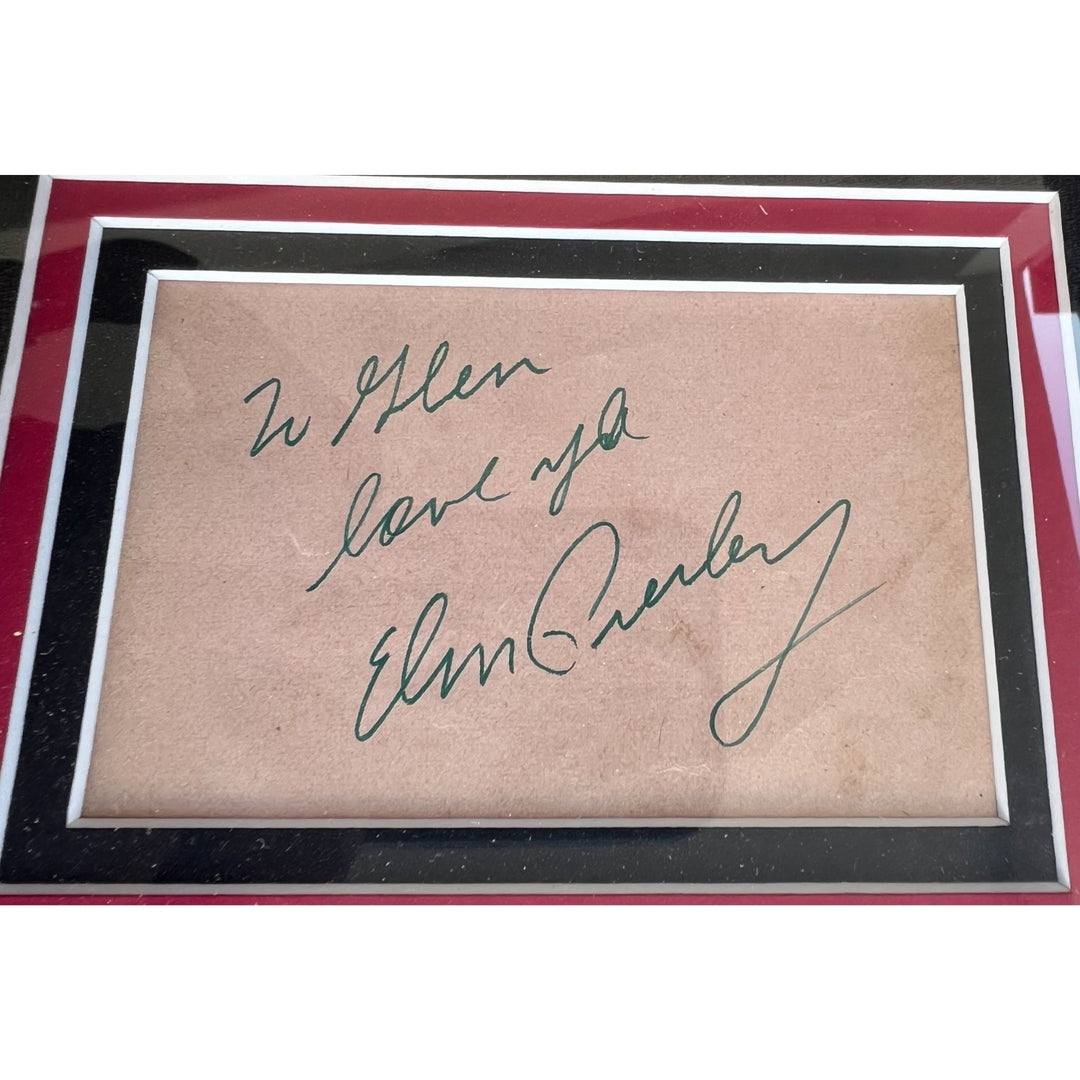 To Glen
love ya
Elvis Presley